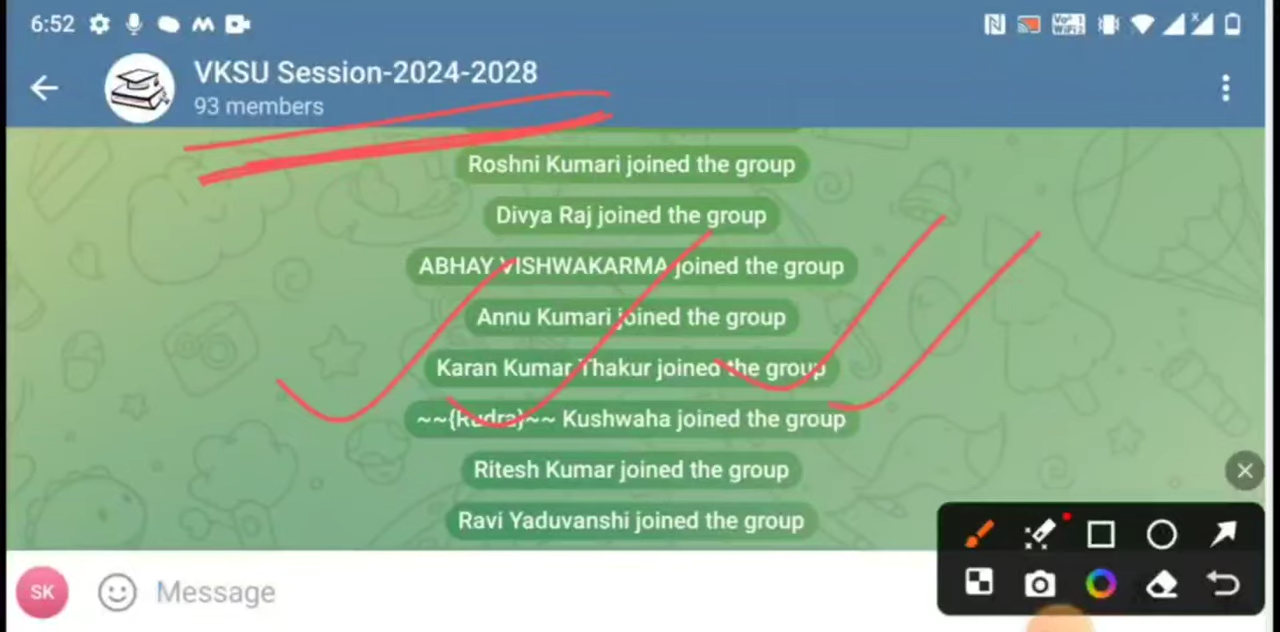 6:52
VKSU Session-2024-2028
93 members
Roshni Kumari joined the group
Divya Raj joined the group
ABHAY VISHWAKARMA joined the group
Annu Kumari joined the group
Karan Kumar Thakur joined the group
~~{Rudra}~~ Kushwaha joined the group
Ritesh Kumar joined the group
Ravi Yaduvanshi joined the group
SK Message